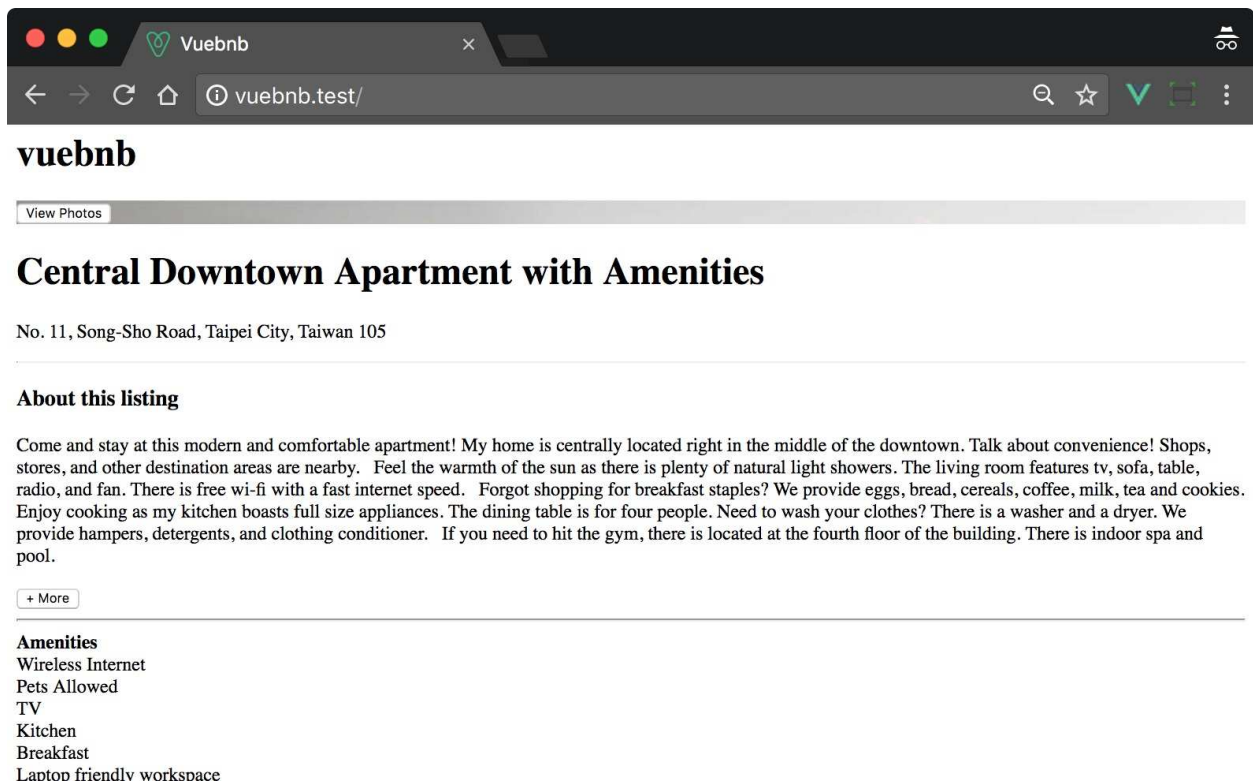 Vuebnb
vuebnb.test/
vuebnb
View Photos
Central Downtown Apartment with Amenities
No. 11, Song-Sho Road, Taipei City, Taiwan 105
About this listing
Come and stay at this modern and comfortable apartment! My home is centrally located right in the middle of the downtown. Talk about convenience! Shops,
stores, and other destination areas are nearby.   Feel the warmth of the sun as there is plenty of natural light showers. The living room features tv, sofa, table,
radio, and fan. There is free wi-fi with a fast internet speed.   Forgot shopping for breakfast staples? We provide eggs, bread, cereals, coffee, milk, tea and cookies.
Enjoy cooking as my kitchen boasts full size appliances. The dining table is for four people. Need to wash your clothes? There is a washer and a dryer. We
provide hampers, detergents, and clothing conditioner.   If you need to hit the gym, there is located at the fourth floor of the building. There is indoor spa and
pool.
+ More
Amenities
Wireless Internet
Pets Allowed
TV
Kitchen
Breakfast
Laptop friendly workspace